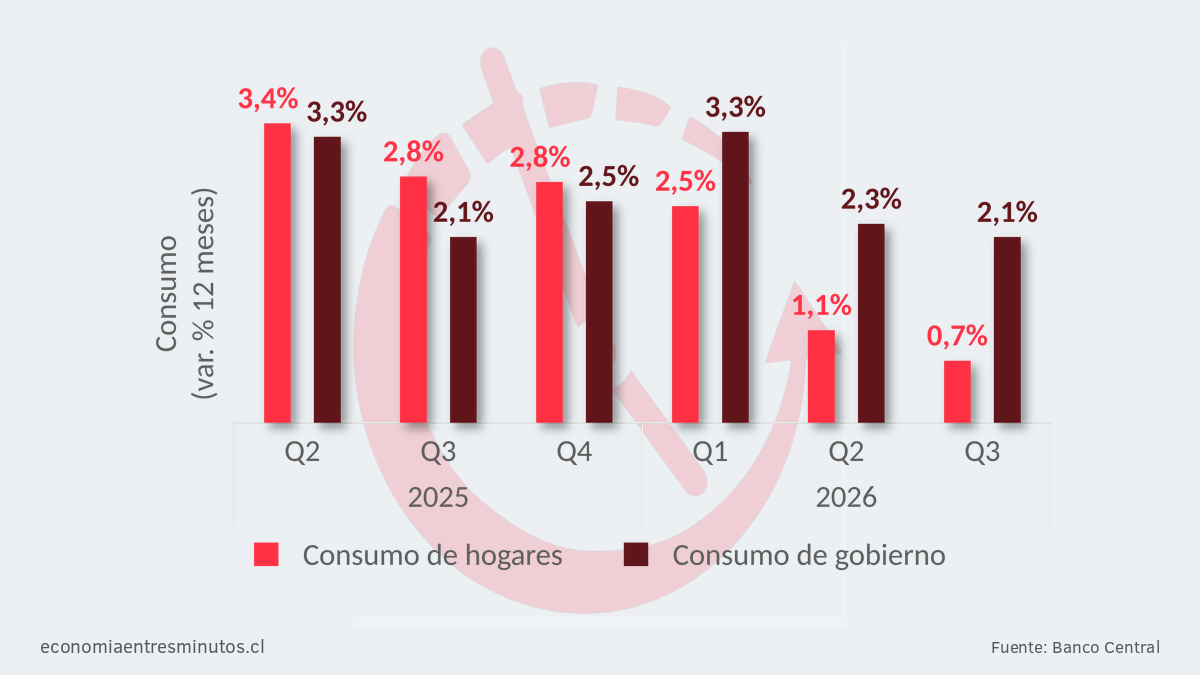 3,4%
3,3%
2,8%
2,1%
2,8%
2,5%
2,5%
3,3%
1,1%
2,3%
0,7%
2,1%
Consumo
(var. % 12 meses)
Q2 Q3 Q4 Q1 Q2 Q3
2025 2026
Consumo de hogares Consumo de gobierno
economiaentresminutos.cl Fuente: Banco Central